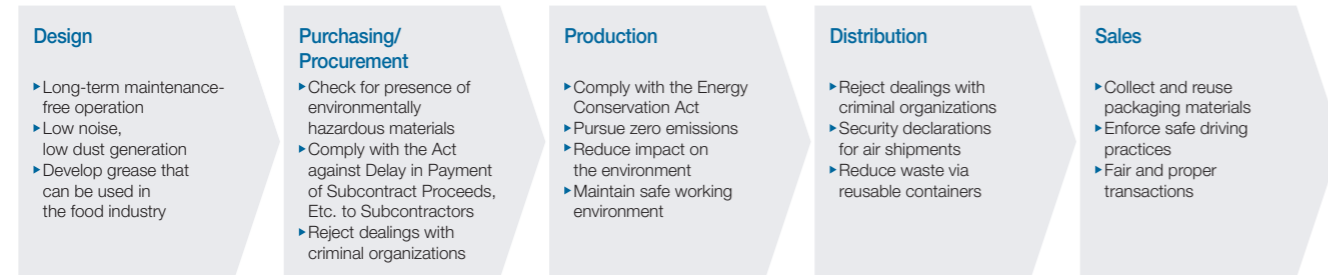 Design
▸Long-term maintenance-
free operation
▸Low noise,
low dust generation
▸Develop grease that
can be used in
the food industry
Purchasing/
Procurement
▸Check for presence of
environmentally
hazardous materials
▸Comply with the Act
against Delay in Payment
of Subcontract Proceeds,
Etc. to Subcontractors
▸Reject dealings with
criminal organizations
Production
▸Comply with the Energy
Conservation Act
▸Pursue zero emissions
▸Reduce impact on
the environment
▸Maintain safe working
environment
Distribution
▸Reject dealings with
criminal organizations
▸Security declarations
for air shipments
▸Reduce waste via
reusable containers
Sales
▸Collect and reuse
packaging materials
▸Enforce safe driving
practices
▸Fair and proper
transactions